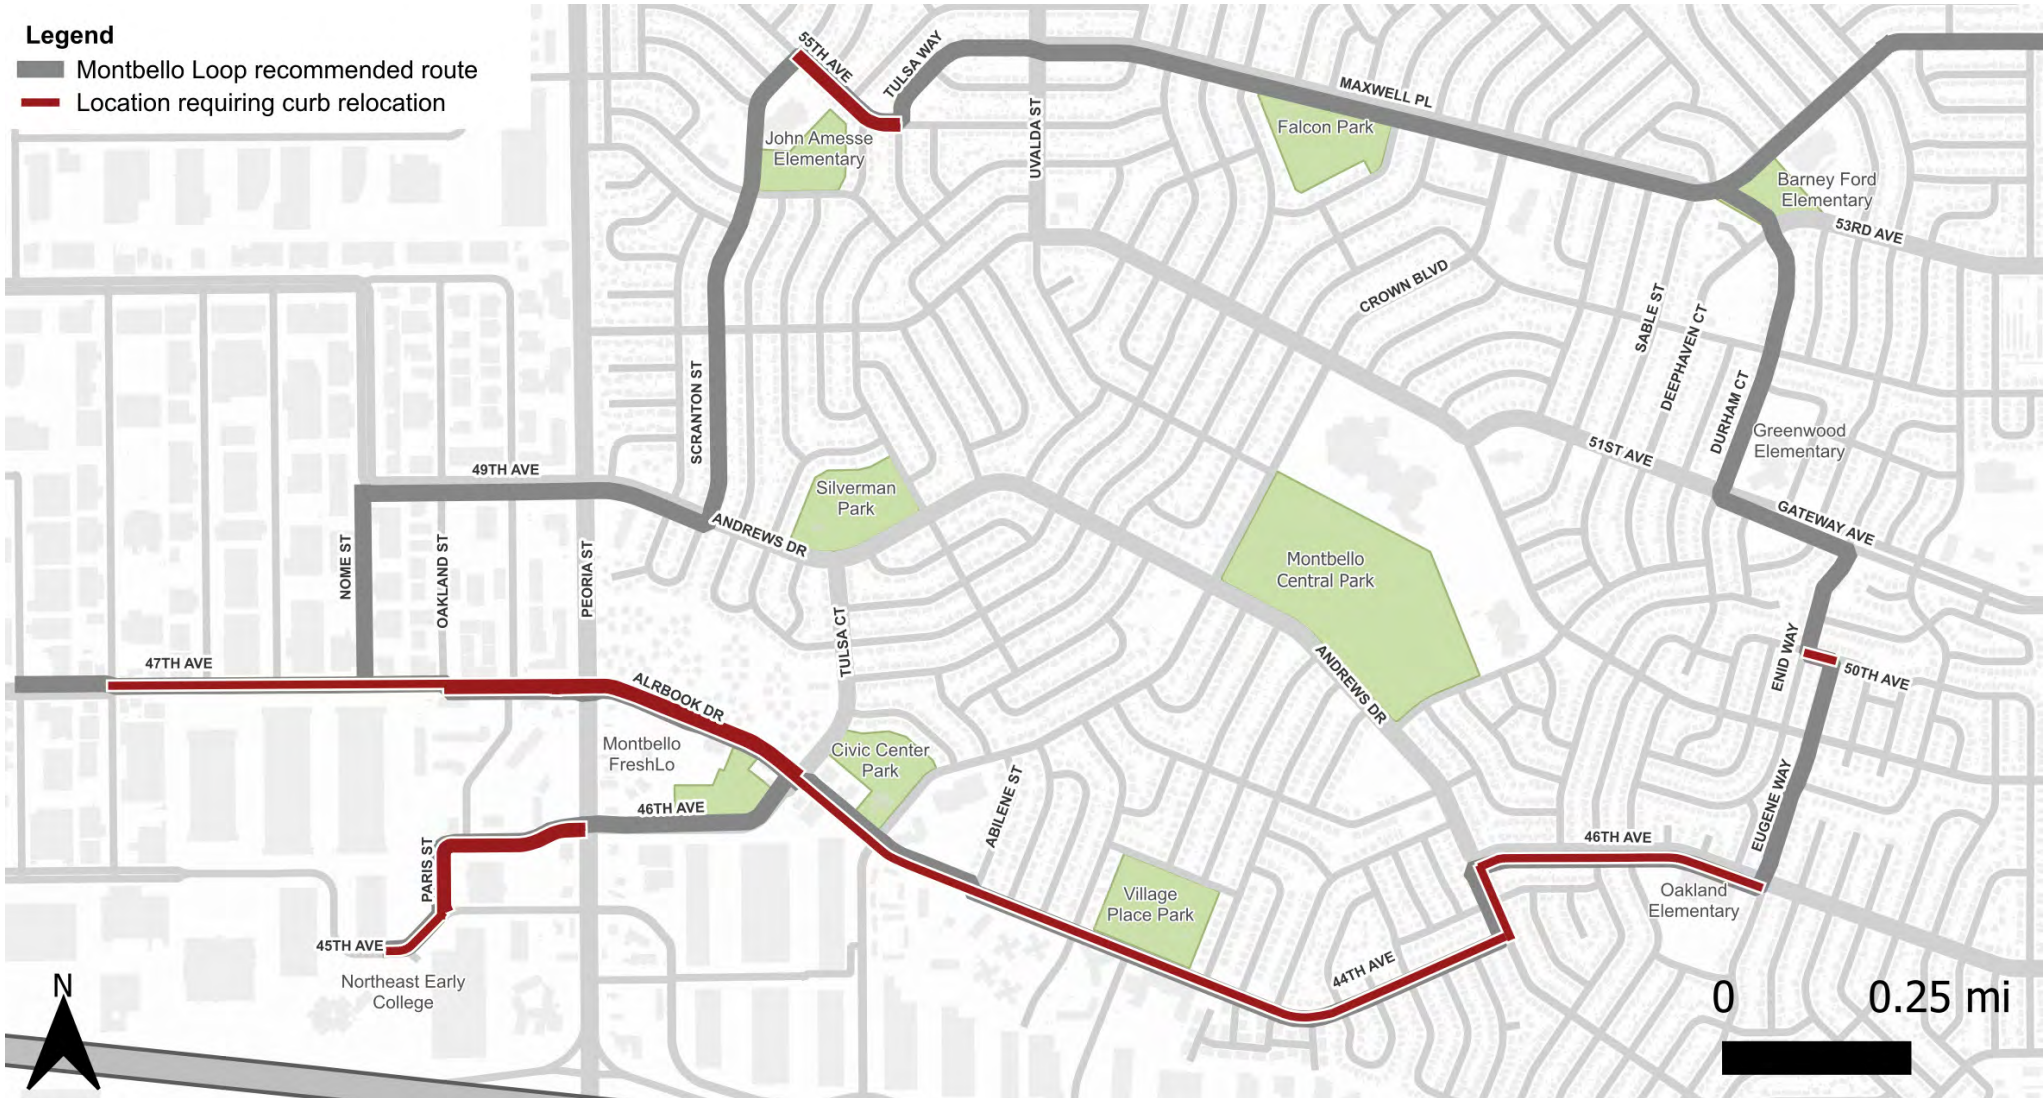 Legend
Montbello Loop recommended route
Location requiring curb relocation
55TH AVE
TULSA WAY
MAXWELL PL
UVALDA ST
John Amesse
Elementary
Falcon Park
Barney Ford
Elementary
53RD AVE
CROWN BLVD
SABLE ST
DEEPHAVEN CT
DURHAM CT
SCRANTON ST
Greenwood
Elementary
51ST AVE
49TH AVE
Silverman
Park
ANDREWS DR
GATEWAY AVE
NOME ST
OAKLAND ST
PEORIA ST
Montbello
Central Park
TULSA CT
47TH AVE
ALRBOOK DR
ANDREWS DR
ENID WAY
50TH AVE
Montbello
FreshLo
Civic Center
Park
46TH AVE
ABILENE ST
EUGENE WAY
46TH AVE
PARIS ST
Village
Place Park
Oakland
Elementary
45TH AVE
44TH AVE
Northeast Early
College
N
0
0.25 mi